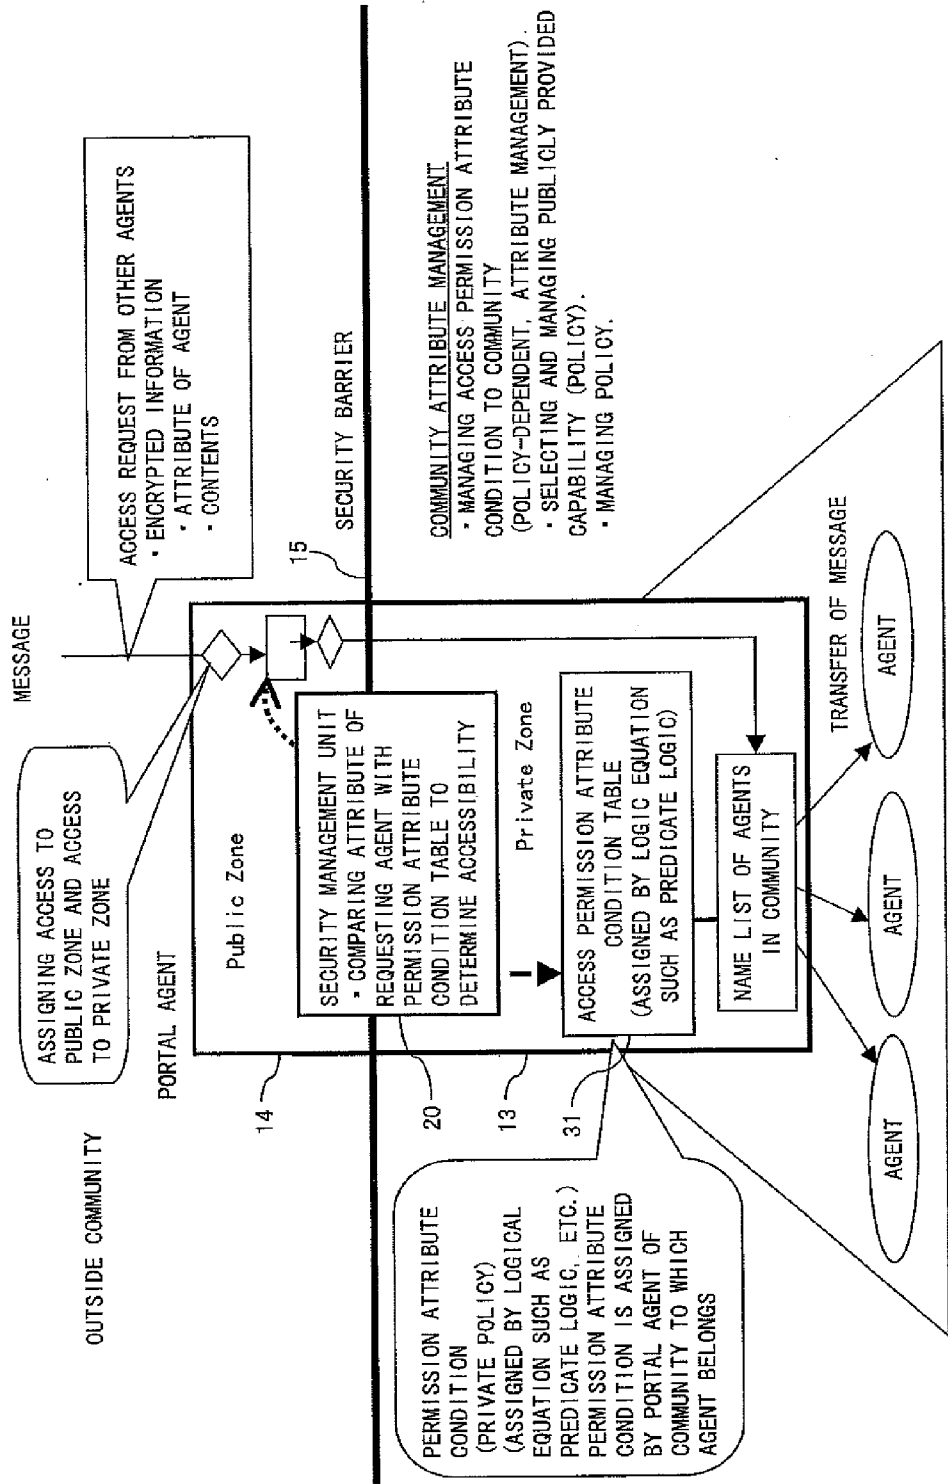 OUTSIDE COMMUNITY
ASSIGNING ACCESS TO
PUBLIC ZONE AND ACCESS
TO PRIVATE ZONE
MESSAGE
ACCESS REQUEST FROM OTHER AGENTS
・ENCRYPTED INFORMATION
・ATTRIBUTE OF AGENT
・CONTENTS
PORTAL AGENT
14
Public Zone
15
SECURITY BARRIER
SECURITY MANAGEMENT UNIT
・COMPARING ATTRIBUTE OF
REQUESTING AGENT WITH
PERMISSION ATTRIBUTE
CONDITION TABLE TO
DETERMINE ACCESSIBILITY
20
13
31
Private Zone
ACCESS PERMISSION ATTRIBUTE
CONDITION TABLE
(ASSIGNED BY LOGIC EQUATION
SUCH AS PREDICATE LOGIC)
NAME LIST OF AGENTS
IN COMMUNITY
COMMUNITY ATTRIBUTE MANAGEMENT
・MANAGING ACCESS PERMISSION ATTRIBUTE
CONDITION TO COMMUNITY
(POLICY-DEPENDENT, ATTRIBUTE MANAGEMENT).
・SELECTING AND MANAGING PUBLICLY PROVIDED
CAPABILITY (POLICY).
・MANAGING POLICY.
PERMISSION ATTRIBUTE
CONDITION
(PRIVATE POLICY)
(ASSIGNED BY LOGICAL
EQUATION SUCH AS
PREDICATE LOGIC, ETC.)
PERMISSION ATTRIBUTE
CONDITION IS ASSIGNED
BY PORTAL AGENT OF
COMMUNITY TO WHICH
AGENT BELONGS
TRANSFER OF MESSAGE
AGENT
AGENT
AGENT